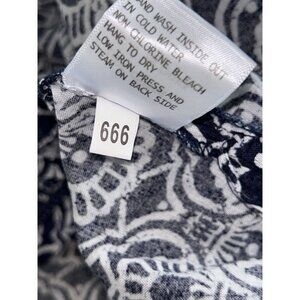 AND WASH INSIDE OUT
IN COLD WATER
NON CHLORINE BLEACH
HANG TO DRY.
LOW IRON PRESS AND
STEAM ON BACK SIDE
666